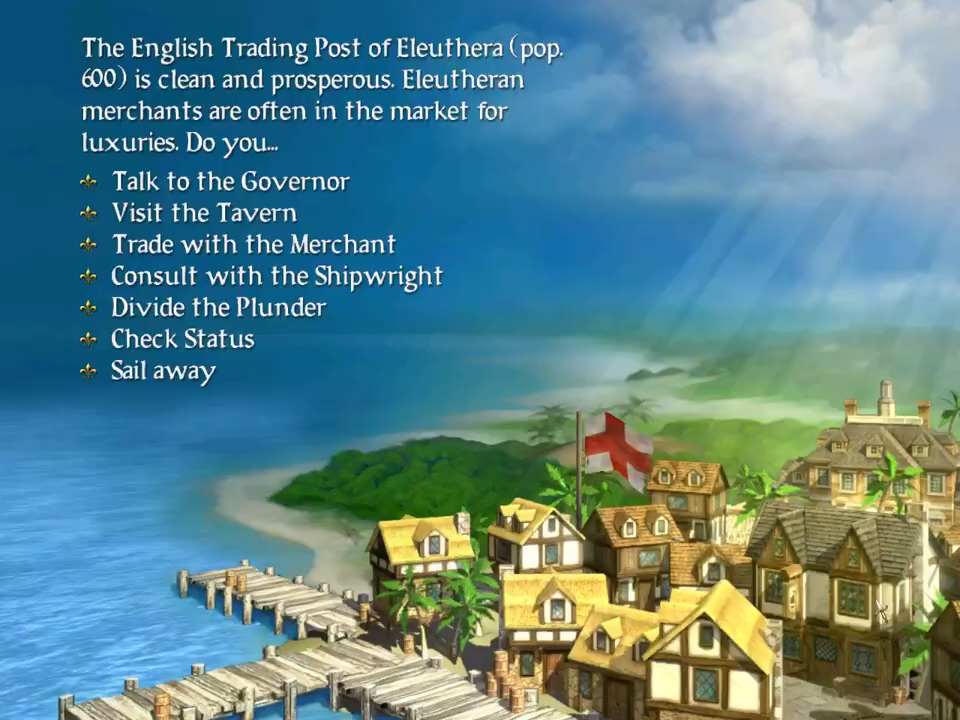 The English Trading Post of Eleuthera (pop.
600) is clean and prosperous. Eleutheran
merchants are often in the market for
luxuries. Do you...
Talk to the Governor
Visit the Tavern
Trade with the Merchant
Consult with the Shipwright
Divide the Plunder
Check Status
Sail away